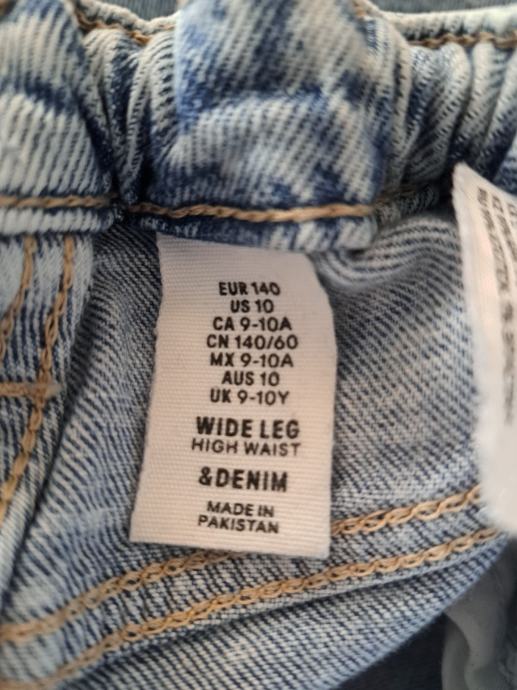 EUR 140
US 10
CA 9-10A
CN 140/60
MX 9-10A
AUS 10
UK 9-10Y
WIDE LEG
HIGH WAIST
&DENIM
MADE IN
PAKISTAN